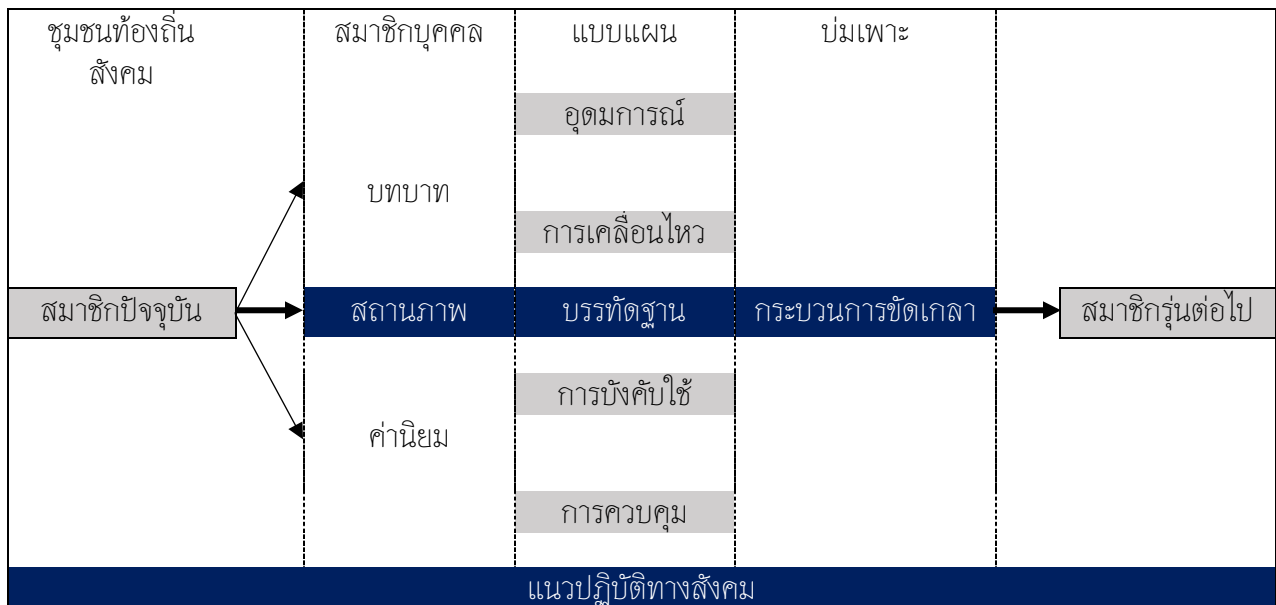 ชุมชนท้องถิ่น
สังคม
สมาชิกบุคคล
แบบแผน
บ่มเพาะ
อุดมการณ์
บทบาท
การเคลื่อนไหว
สมาชิกปัจจุบัน
สถานภาพ
บรรทัดฐาน
กระบวนการขัดเกลา
สมาชิกรุ่นต่อไป
การบังคับใช้
ค่านิยม
การควบคุม
แนวปฏิบัติทางสังคม